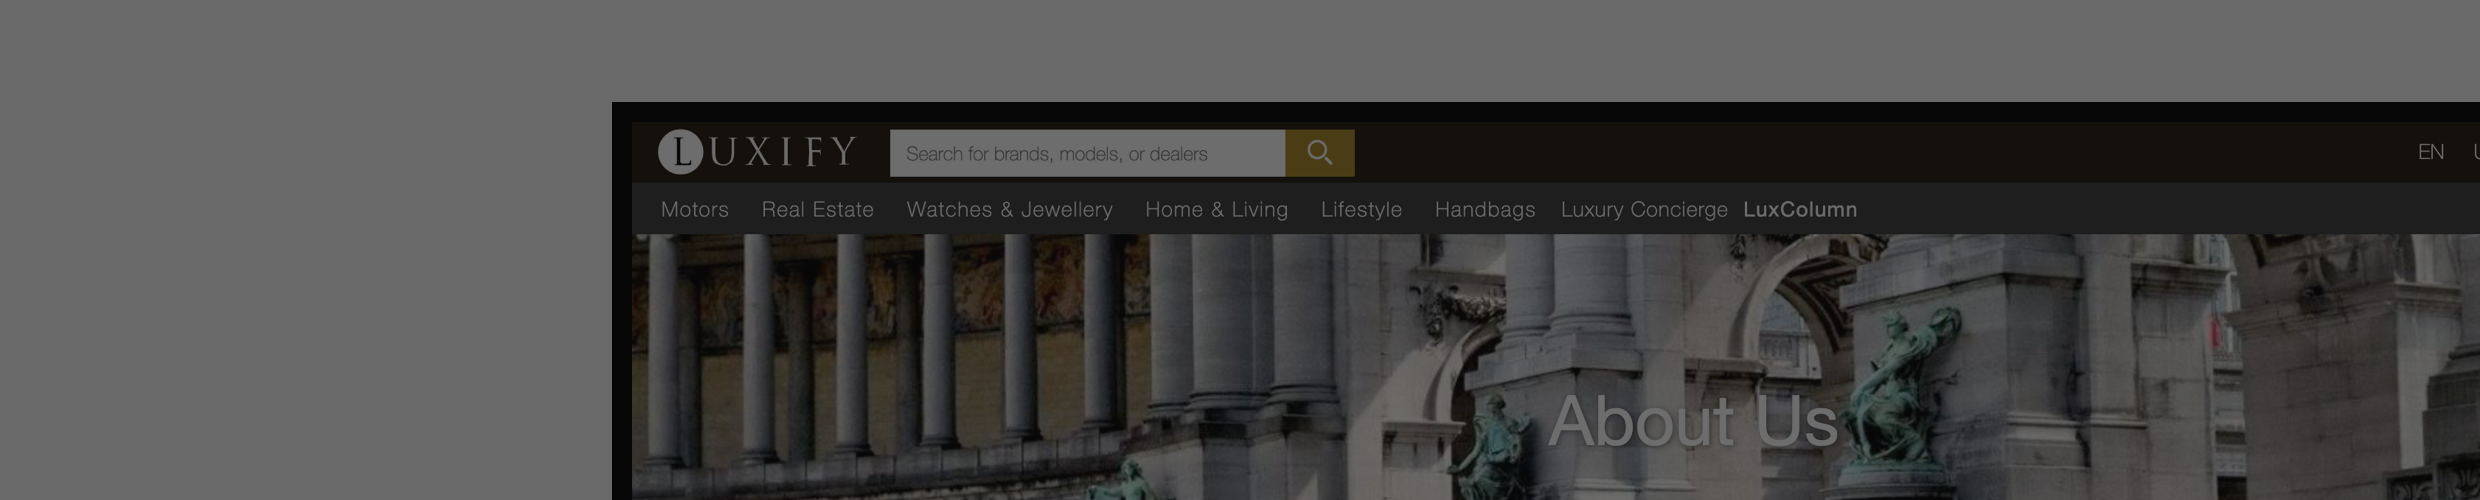 LUXIFY
Search for brands, models, or dealers
EN
Motors Real Estate Watches & Jewellery Home & Living Lifestyle Handbags Luxury Concierge LuxColumn
About Us